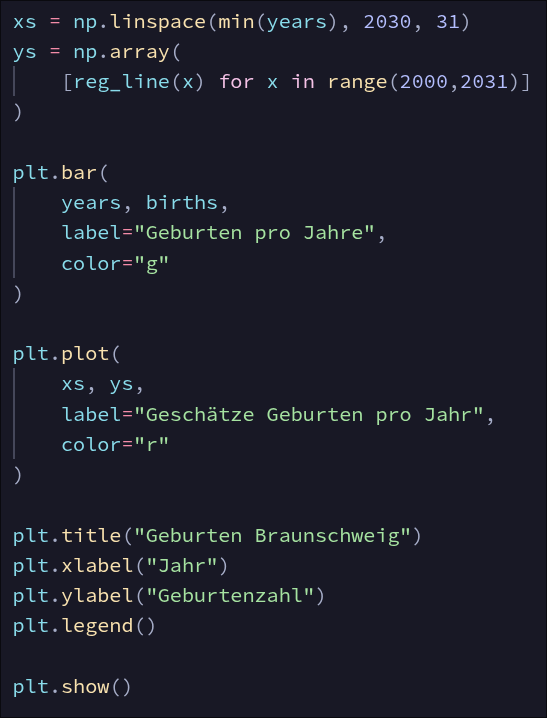 xs = np.linspace(min(years), 2030, 31)
ys = np.array(
    [reg_line(x) for x in range(2000,2031)]
)

plt.bar(
    years, births,
    label="Geburten pro Jahre",
    color="g"
)

plt.plot(
    xs, ys,
    label="Geschätze Geburten pro Jahr",
    color="r"
)

plt.title("Geburten Braunschweig")
plt.xlabel("Jahr")
plt.ylabel("Geburtenzahl")
plt.legend()

plt.show()